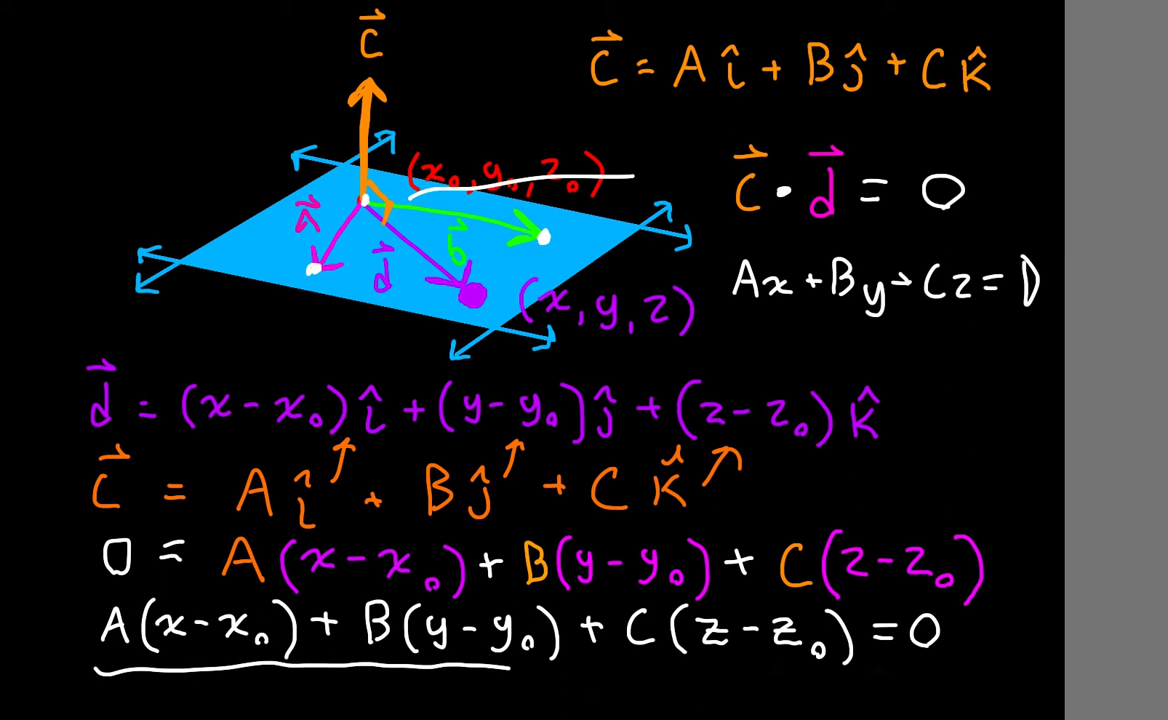 C⃗
C⃗ = A î + B ĵ + C k̂
(x₀, y₀, z₀)
C⃗ · d⃗ = 0
a⃗
b⃗
d⃗
(x, y, z)
Ax + By + Cz = D
d⃗ = (x - x₀) î + (y - y₀) ĵ + (z - z₀) k̂
C⃗ = A î + B ĵ + C k̂
0 = A (x - x₀) + B (y - y₀) + C (z - z₀)
A (x - x₀) + B (y - y₀) + C (z - z₀) = 0